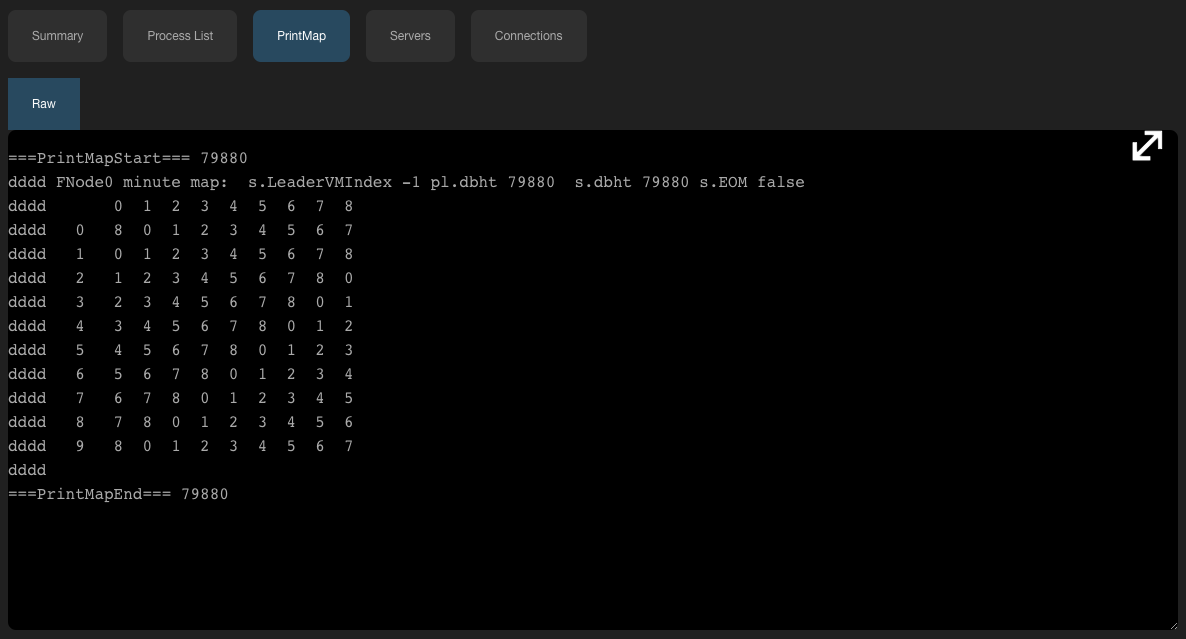 Summary Process List PrintMap Servers Connections
Raw
===PrintMapStart=== 79880
dddd FNode0 minute map:  s.LeaderVMIndex -1 pl.dbht 79880  s.dbht 79880 s.EOM false
dddd       0  1  2  3  4  5  6  7  8
dddd   0   8  0  1  2  3  4  5  6  7
dddd   1   0  1  2  3  4  5  6  7  8
dddd   2   1  2  3  4  5  6  7  8  0
dddd   3   2  3  4  5  6  7  8  0  1
dddd   4   3  4  5  6  7  8  0  1  2
dddd   5   4  5  6  7  8  0  1  2  3
dddd   6   5  6  7  8  0  1  2  3  4
dddd   7   6  7  8  0  1  2  3  4  5
dddd   8   7  8  0  1  2  3  4  5  6
dddd   9   8  0  1  2  3  4  5  6  7
dddd
===PrintMapEnd=== 79880